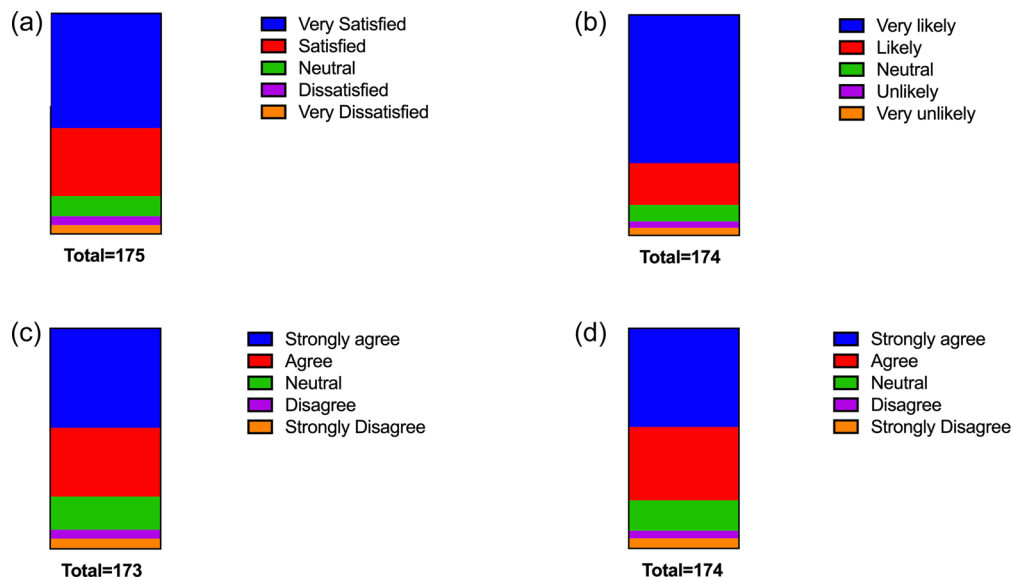 (a)
Very Satisfied
Satisfied
Neutral
Dissatisfied
Very Dissatisfied
Total=175
(b)
Very likely
Likely
Neutral
Unlikely
Very unlikely
Total=174
(c)
Strongly agree
Agree
Neutral
Disagree
Strongly Disagree
Total=173
(d)
Strongly agree
Agree
Neutral
Disagree
Strongly Disagree
Total=174